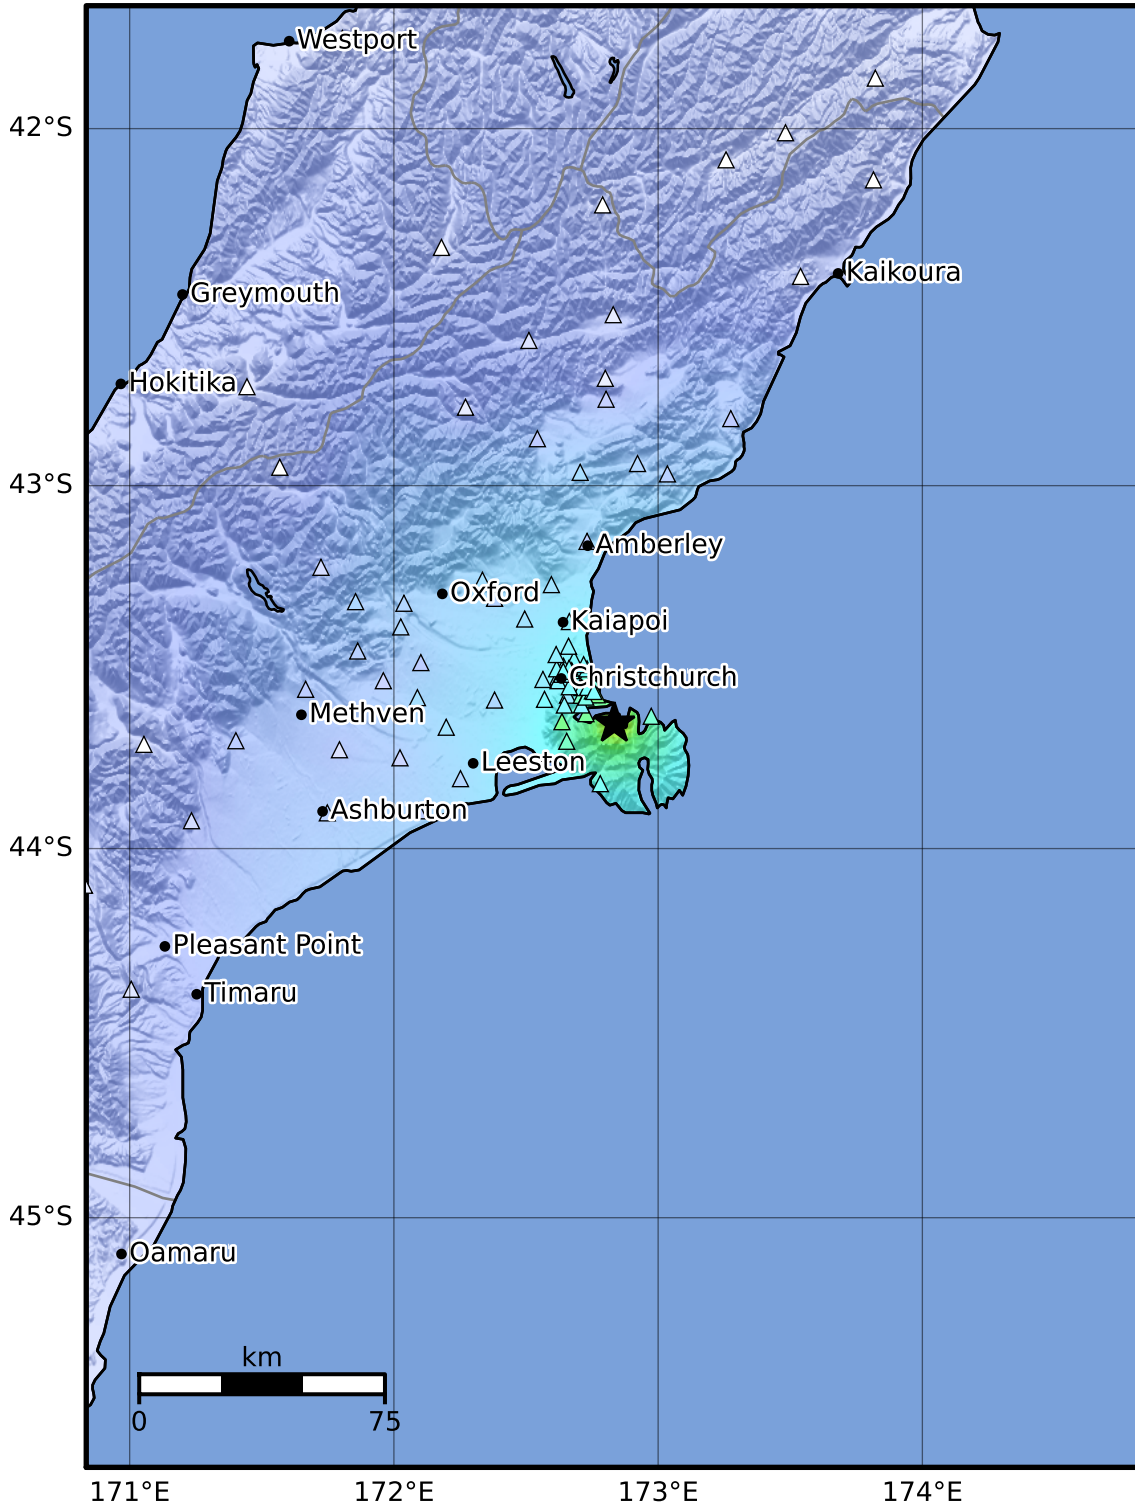 Westport
42°S
Kaikoura
Greymouth
Hokitika
43°S
Amberley
Oxford
Kaiapoi
Christchurch
Methven
Leeston
Ashburton
44°S
Pleasant Point
Timaru
45°S
Oamaru
km
0 75
171°E 172°E 173°E 174°E